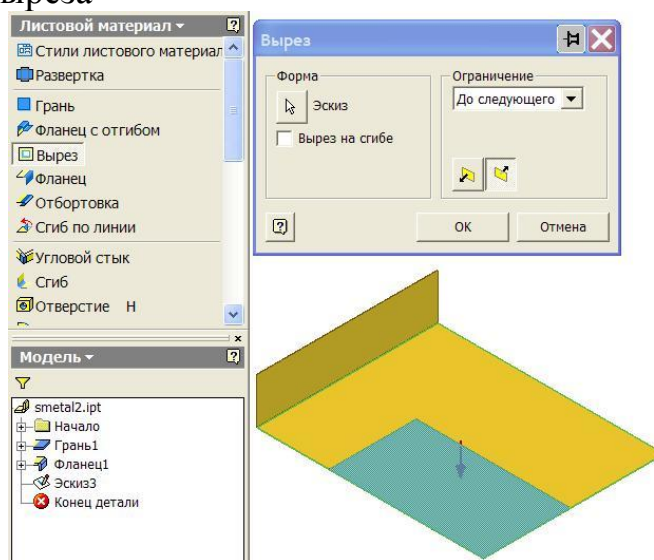 выреза
Листовой материал
Стили листового материал
Развертка
Грань
Фланец с отгибом
Вырез
Фланец
Отбортовка
Сгиб по линии
Угловой стык
Сгиб
Отверстие H
Модель
smetal2.ipt
Начало
Грань1
Фланец1
Эскиз3
Конец детали
Вырез
Форма
Эскиз
Вырез на сгибе
Ограничение
До следующего
ОК
Отмена